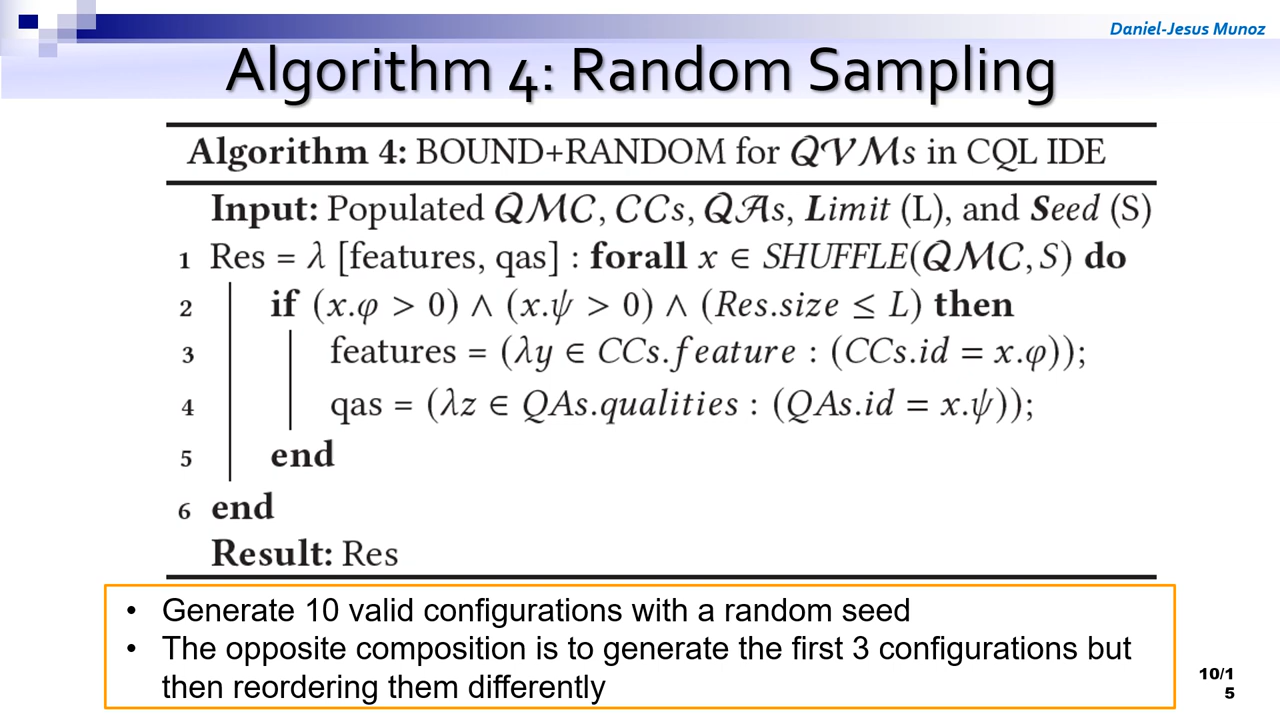 Daniel-Jesus Munoz
Algorithm 4: Random Sampling
Algorithm 4: BOUND+RANDOM for 𝒬𝒱ℳs in CQL IDE
Input: Populated 𝒬ℳ𝒞, 𝒞𝒞s, 𝒬𝒜s, Limit (L), and Seed (S)
1 Res = λ [features, qas] : forall x ∈ SHUFFLE(𝒬ℳ𝒞, S) do
2 if (x.φ > 0) ∧ (x.ψ > 0) ∧ (Res.size ≤ L) then
3 features = (λy ∈ CCs.feature : (CCs.id = x.φ));
4 qas = (λz ∈ QAs.qualities : (QAs.id = x.ψ));
5 end
6 end
Result: Res
• Generate 10 valid configurations with a random seed
• The opposite composition is to generate the first 3 configurations but
then reordering them differently
10/1
5